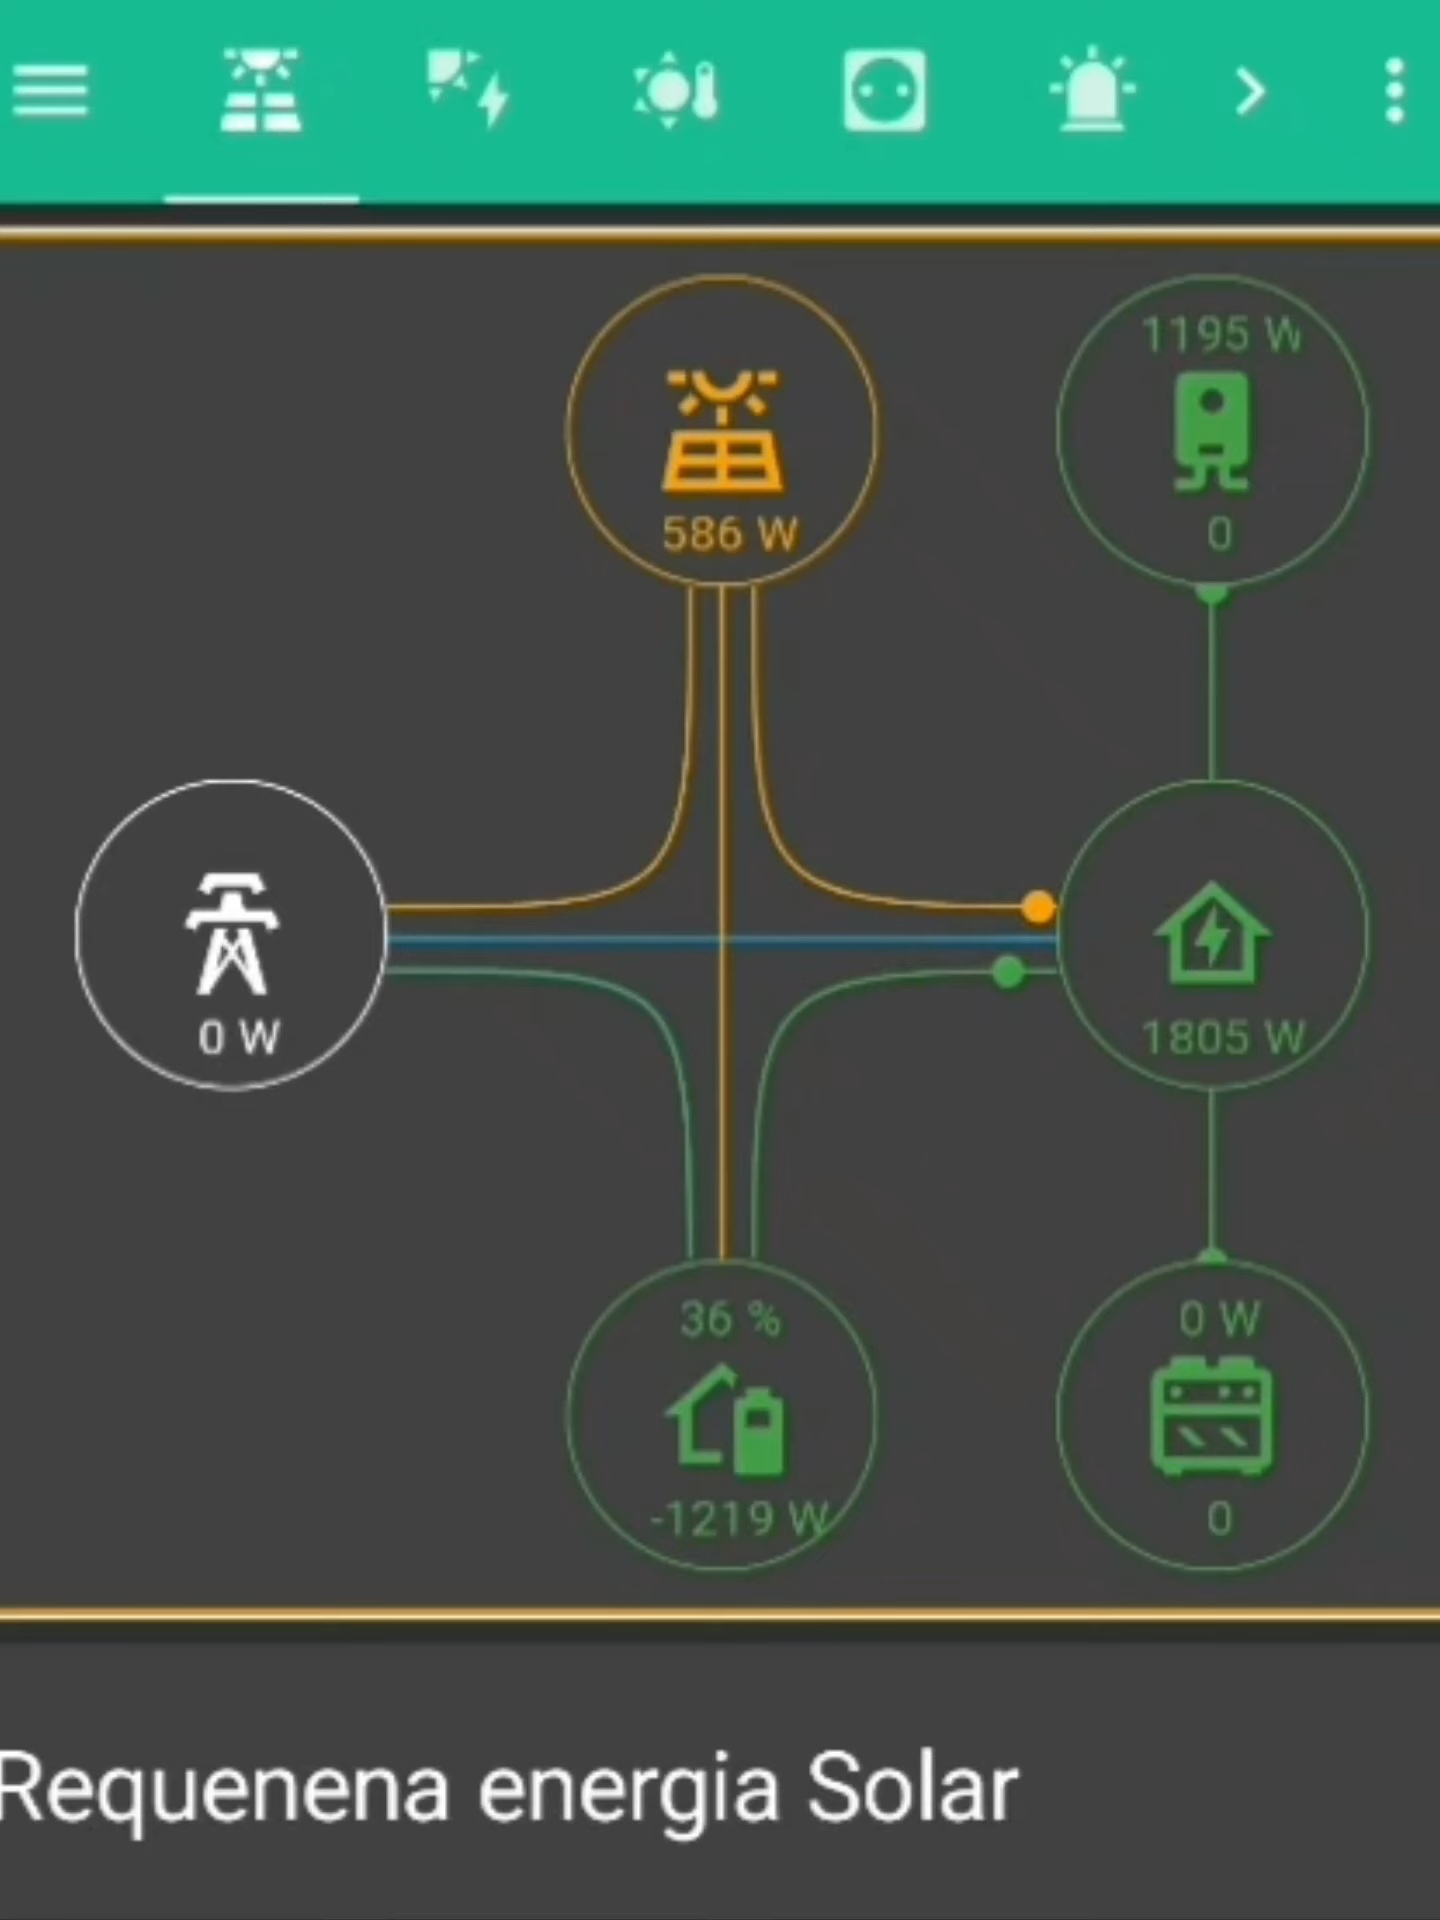 586 W
1195 W
0
0 W
1805 W
36 %
-1219 W
0 W
0
Requenena energia Solar